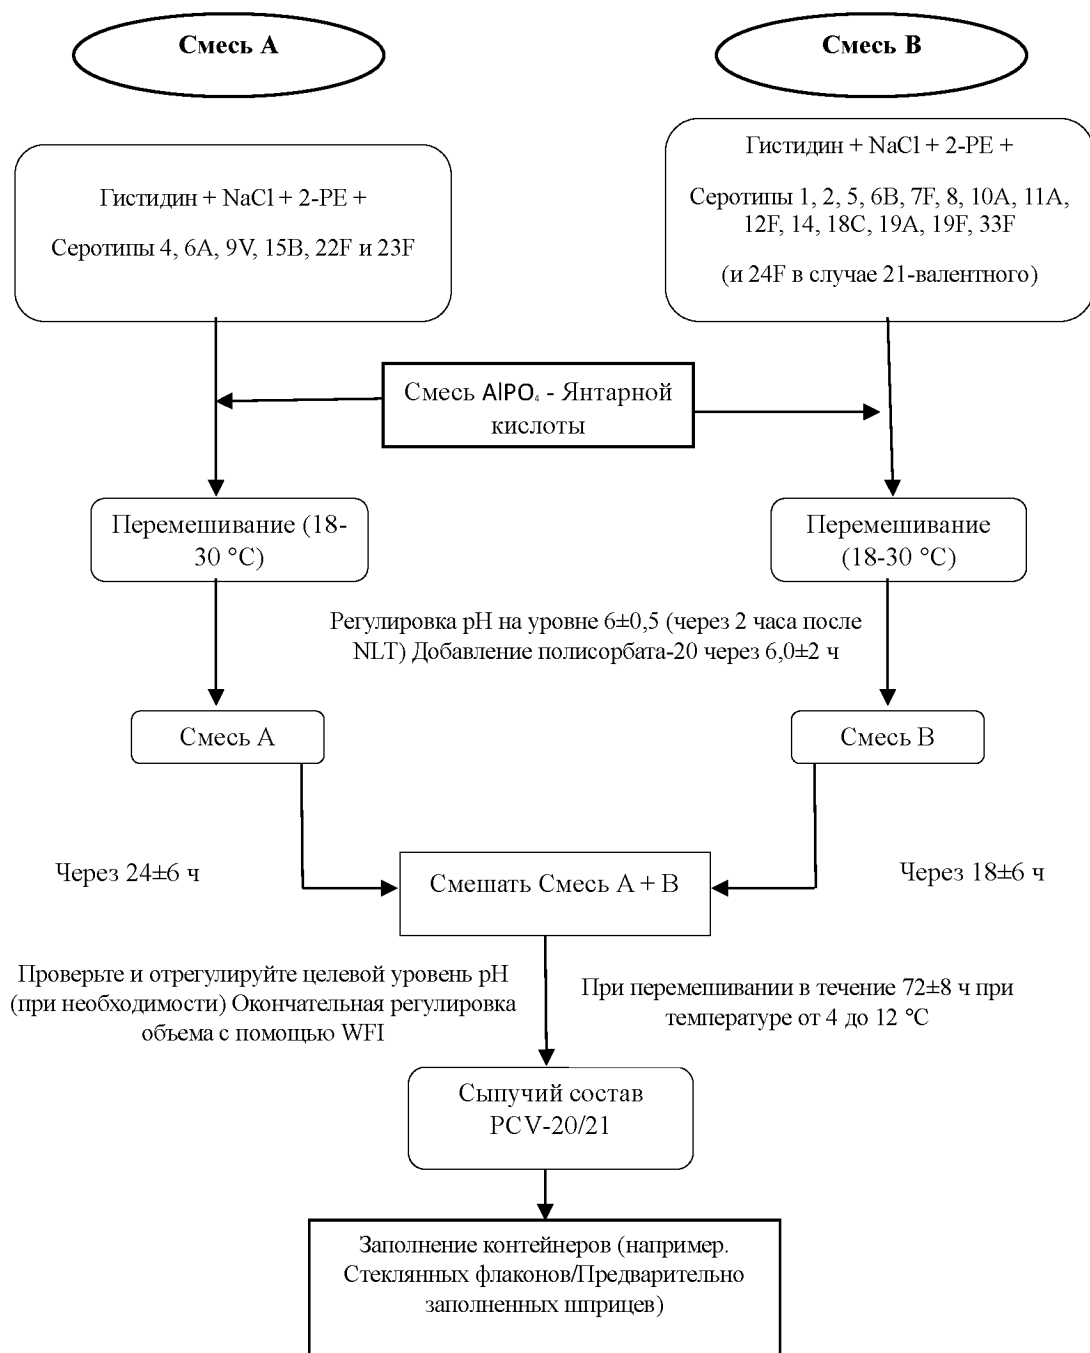 Смесь А
Смесь В
Гистидин + NaCl + 2-PE +
Серотипы 4, 6A, 9V, 15B, 22F и 23F
Гистидин + NaCl + 2-PE +
Серотипы 1, 2, 5, 6B, 7F, 8, 10A, 11A,
12F, 14, 18C, 19A, 19F, 33F
(и 24F в случае 21-валентного)
Смесь AlPO₄ - Янтарной
кислоты
Перемешивание (18-
30 °C)
Перемешивание
(18-30 °C)
Регулировка pH на уровне 6±0,5 (через 2 часа после
NLT) Добавление полисорбата-20 через 6,0±2 ч
Смесь А
Смесь В
Через 24±6 ч
Смешать Смесь А + В
Через 18±6 ч
Проверьте и отрегулируйте целевой уровень pH
(при необходимости) Окончательная регулировка
объема с помощью WFI
При перемешивании в течение 72±8 ч при
температуре от 4 до 12 °C
Сыпучий состав
PCV-20/21
Заполнение контейнеров (например.
Стеклянных флаконов/Предварительно
заполненных шприцев)